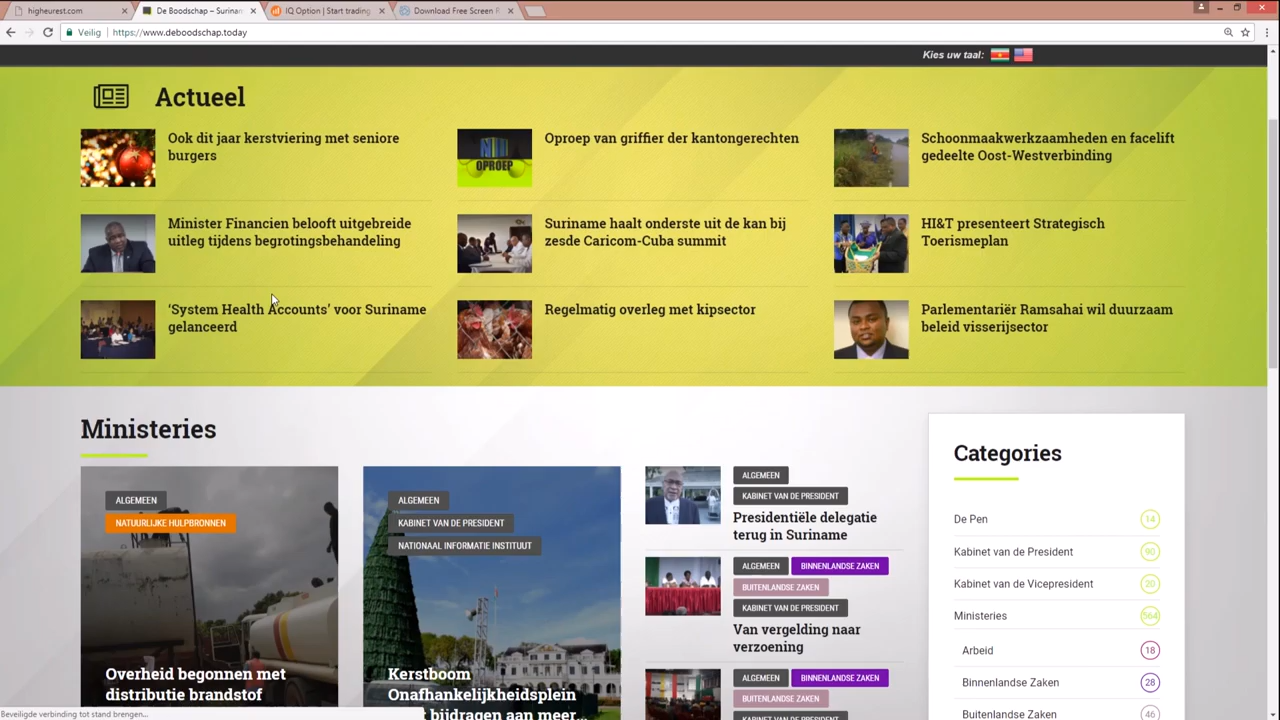 higheurest.com
De Boodschap – Surinam
IQ Option | Start trading
Download Free Screen R
Veilig
https://www.deboodschap.today
Kies uw taal:
Actueel
Ook dit jaar kerstviering met seniore
burgers
Oproep van griffier der kantongerechten
OPROEP
Schoonmaakwerkzaamheden en facelift
gedeelte Oost-Westverbinding
Minister Financien belooft uitgebreide
uitleg tijdens begrotingsbehandeling
Suriname haalt onderste uit de kan bij
zesde Caricom-Cuba summit
HI&T presenteert Strategisch
Toerismeplan
‘System Health Accounts’ voor Suriname
gelanceerd
Regelmatig overleg met kipsector
Parlementariër Ramsahai wil duurzaam
beleid visserijsector
Ministeries
ALGEMEEN
NATUURLIJKE HULPBRONNEN
Overheid begonnen met
distributie brandstof
ALGEMEEN
KABINET VAN DE PRESIDENT
NATIONAAL INFORMATIE INSTITUUT
Kerstboom
Onafhankelijkheidsplein
bijdragen aan meer...
ALGEMEEN
KABINET VAN DE PRESIDENT
Presidentiële delegatie
terug in Suriname
ALGEMEEN BINNENLANDSE ZAKEN
BUITENLANDSE ZAKEN
KABINET VAN DE PRESIDENT
Van vergelding naar
verzoening
ALGEMEEN BINNENLANDSE ZAKEN
BUITENLANDSE ZAKEN
KABINET VAN DE PRESIDENT
Categories
De Pen 14
Kabinet van de President 90
Kabinet van de Vicepresident 20
Ministeries 564
Arbeid 18
Binnenlandse Zaken 28
Buitenlandse Zaken 46
Beveiligde verbinding tot stand brengen...